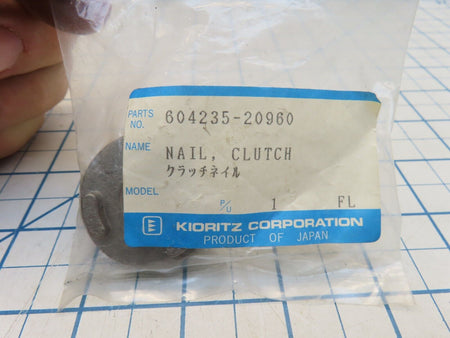 PARTS NO. 604235-20960
NAME NAIL, CLUTCH
クラッチネイル
MODEL
P/U 1 FL
KIORITZ CORPORATION
PRODUCT OF JAPAN